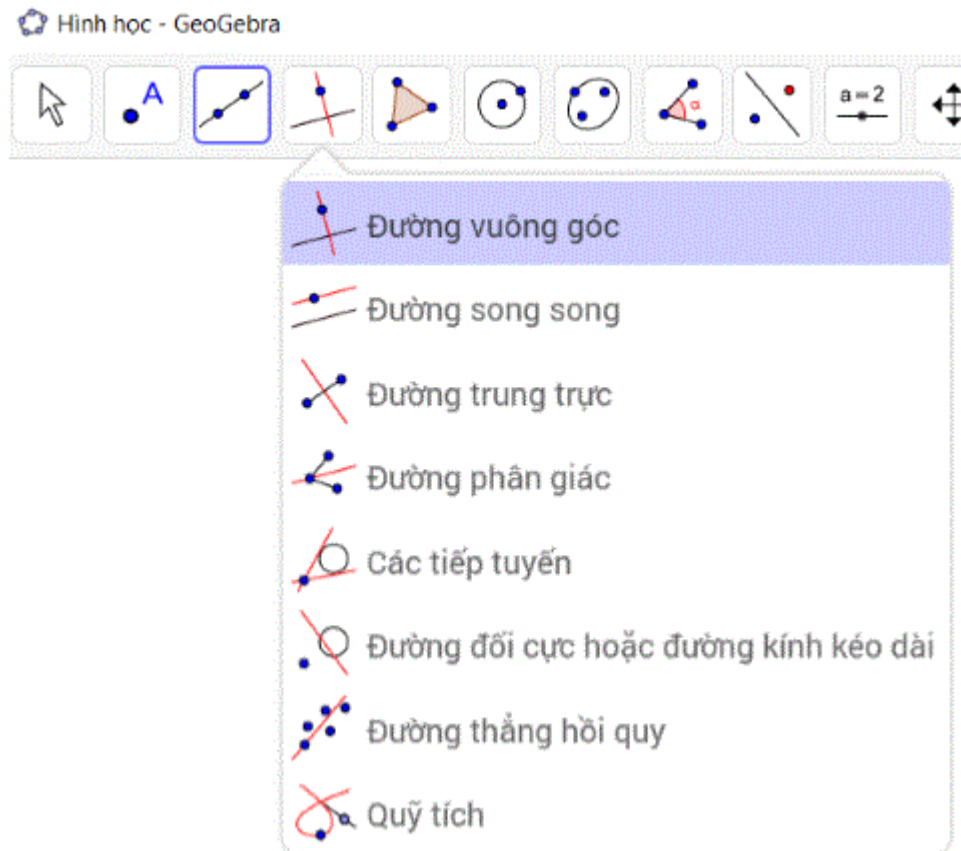 Hình học - GeoGebra
A
α
a = 2
Đường vuông góc
Đường song song
Đường trung trực
Đường phân giác
Các tiếp tuyến
Đường đối cực hoặc đường kính kéo dài
Đường thẳng hồi quy
Quỹ tích